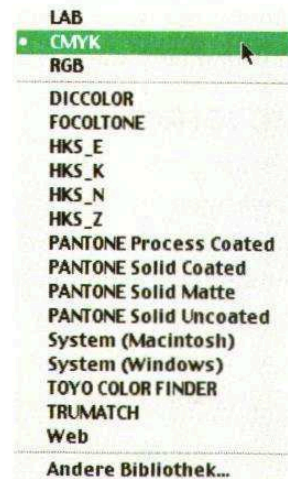 LAB
CMYK
RGB
DICCOLOR
FOCOLTONE
HKS_E
HKS_K
HKS_N
HKS_Z
PANTONE Process Coated
PANTONE Solid Coated
PANTONE Solid Matte
PANTONE Solid Uncoated
System (Macintosh)
System (Windows)
TOYO COLOR FINDER
TRUMATCH
Web
Andere Bibliothek...